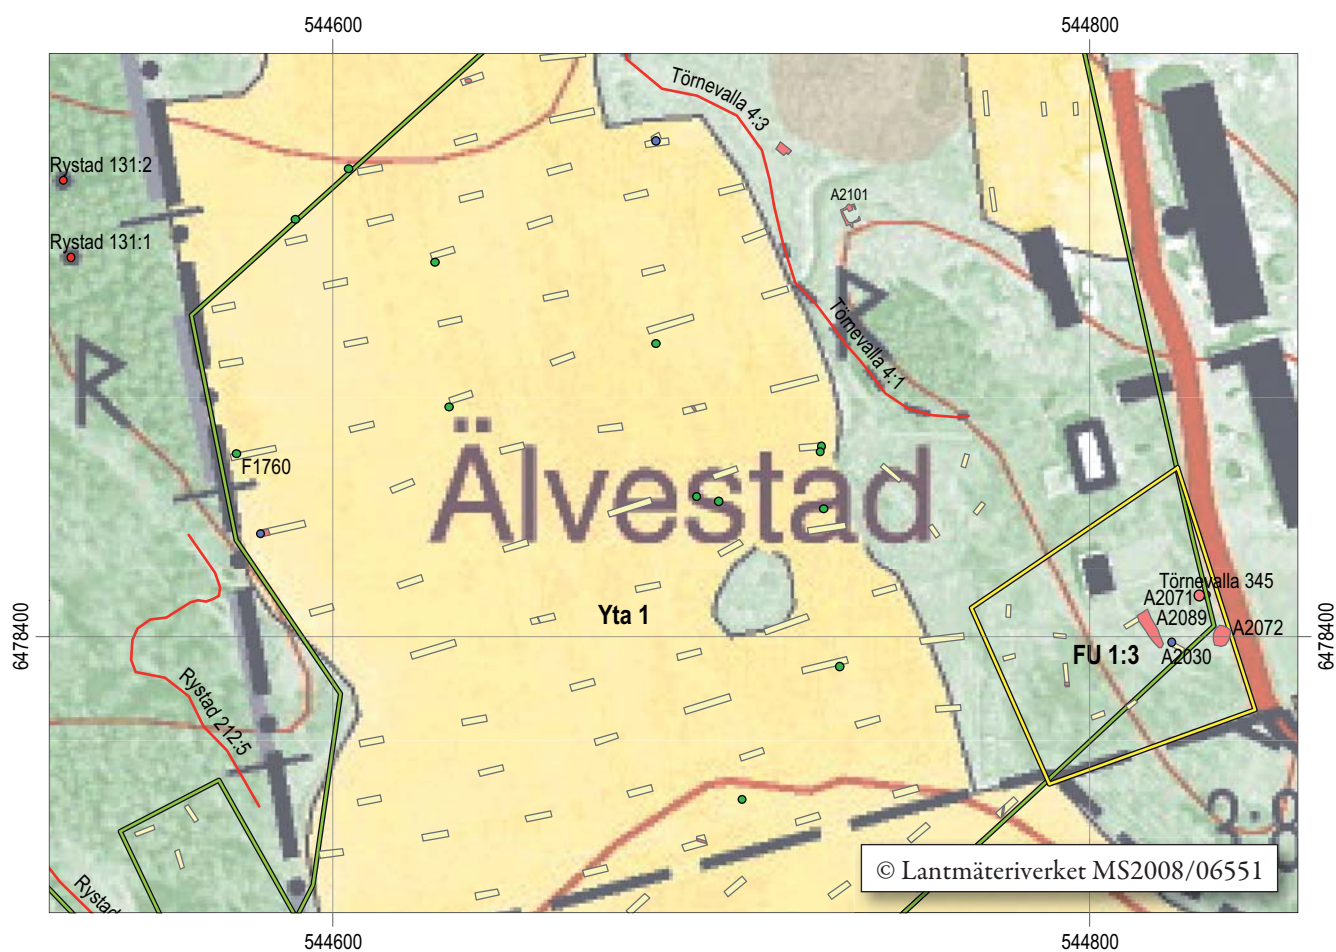 544600
544800
Törnevalla 4:3
Rystad 131:2
A2101
R
Rystad 131:1
R
Törnevalla 4:1
Älvestad
F1760
Törnevalla 345
A2071
A2089
Yta 1
A2072
6478400
6478400
FU 1:3
A2030
Rystad 212:5
Rystad
© Lantmäteriverket MS2008/06551
544600
544800